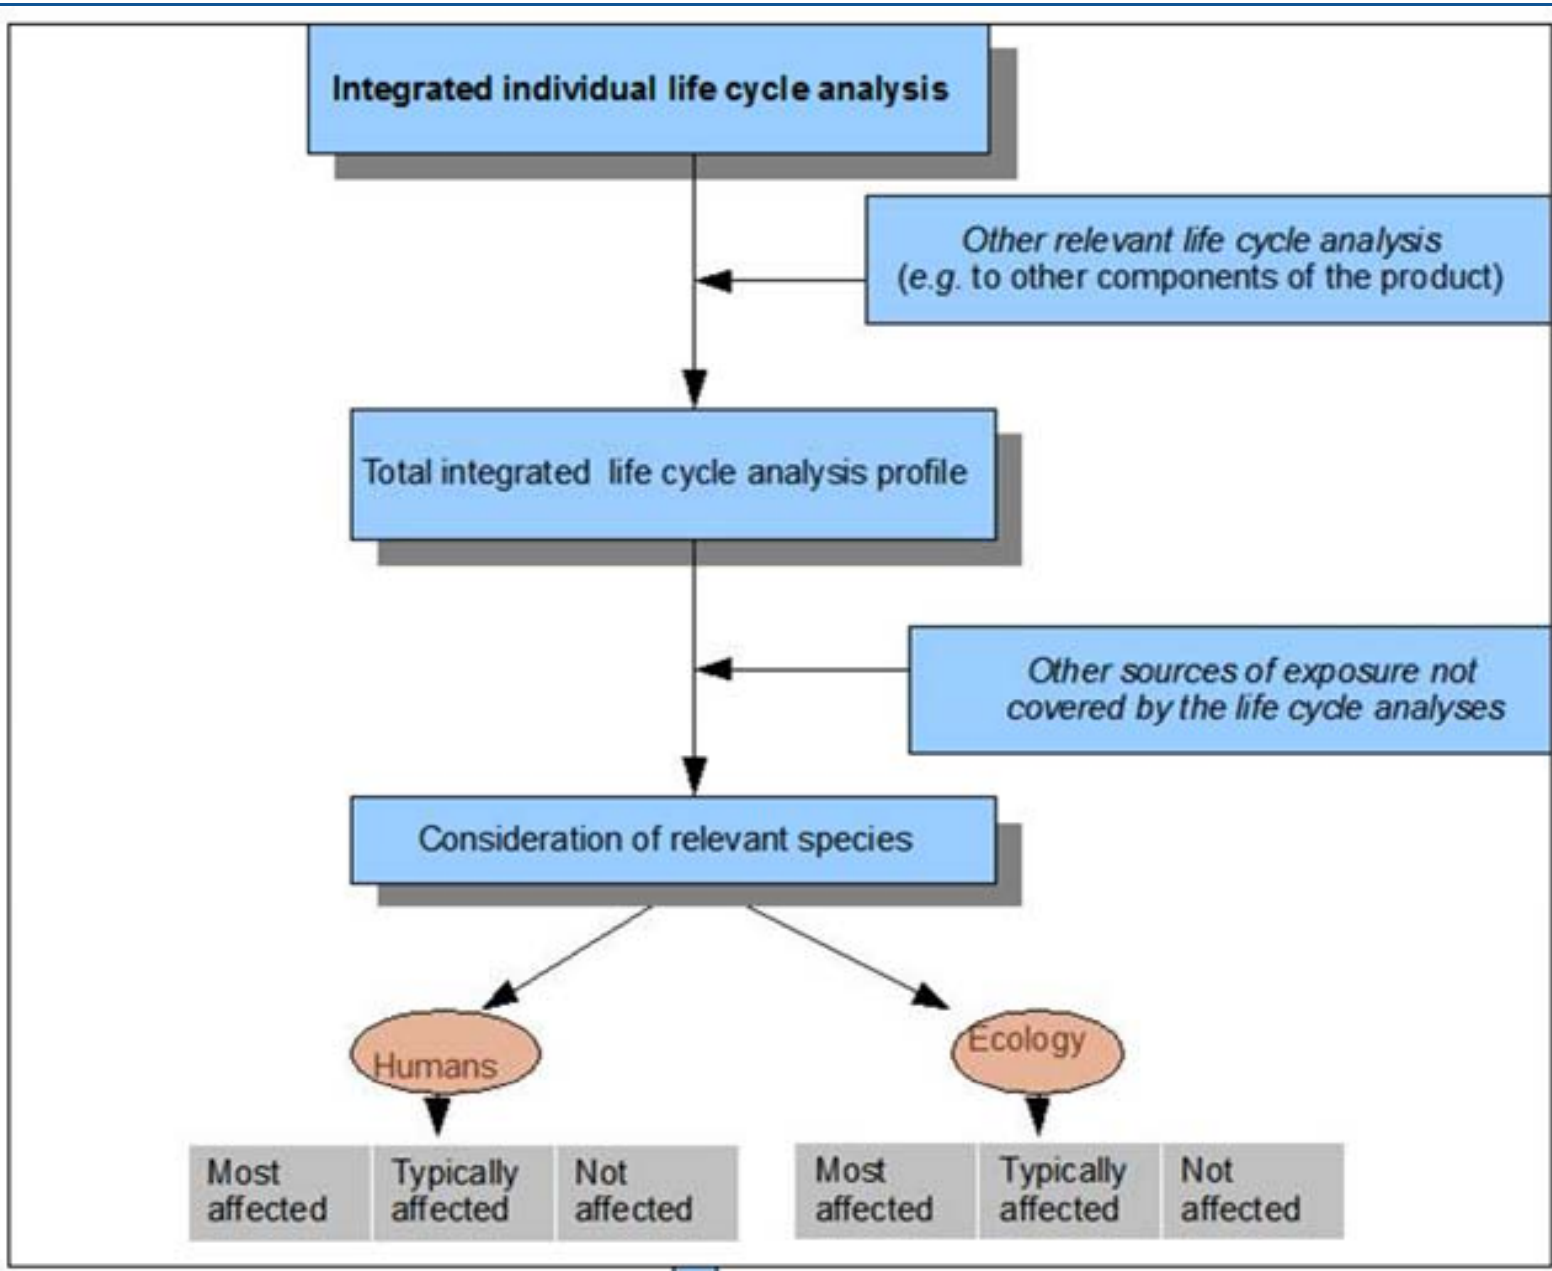 Integrated individual life cycle analysis
Other relevant life cycle analysis
(e.g. to other components of the product)
Total integrated life cycle analysis profile
Other sources of exposure not
covered by the life cycle analyses
Consideration of relevant species
Humans
Ecology
Most
affected
Typically
affected
Not
affected
Most
affected
Typically
affected
Not
affected